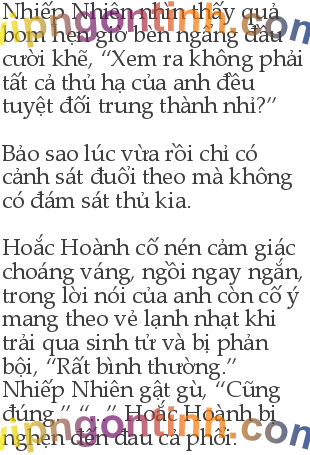 Nhiếp Nhiên nhìn thấy quả
bom hẹn giờ bèn ngẩng đầu
cười khẽ, “Xem ra không phải
tất cả thủ hạ của anh đều
tuyệt đối trung thành nhỉ?”
Bảo sao lúc vừa rồi chỉ có
cảnh sát đuổi theo mà không
có đám sát thủ kia.
Hoắc Hoành cố nén cảm giác
choáng váng, ngồi ngay ngắn,
trong lời nói của anh còn cố ý
mang theo vẻ lạnh nhạt khi
trải qua sinh tử và bị phản
bội, “Rất bình thường.”
Nhiếp Nhiên gật gù, “Cũng
đúng.” “...” Hoắc Hoành bị
nghẹn đến đau cả phổi.
vipngontinh.com
vipngontinh.com